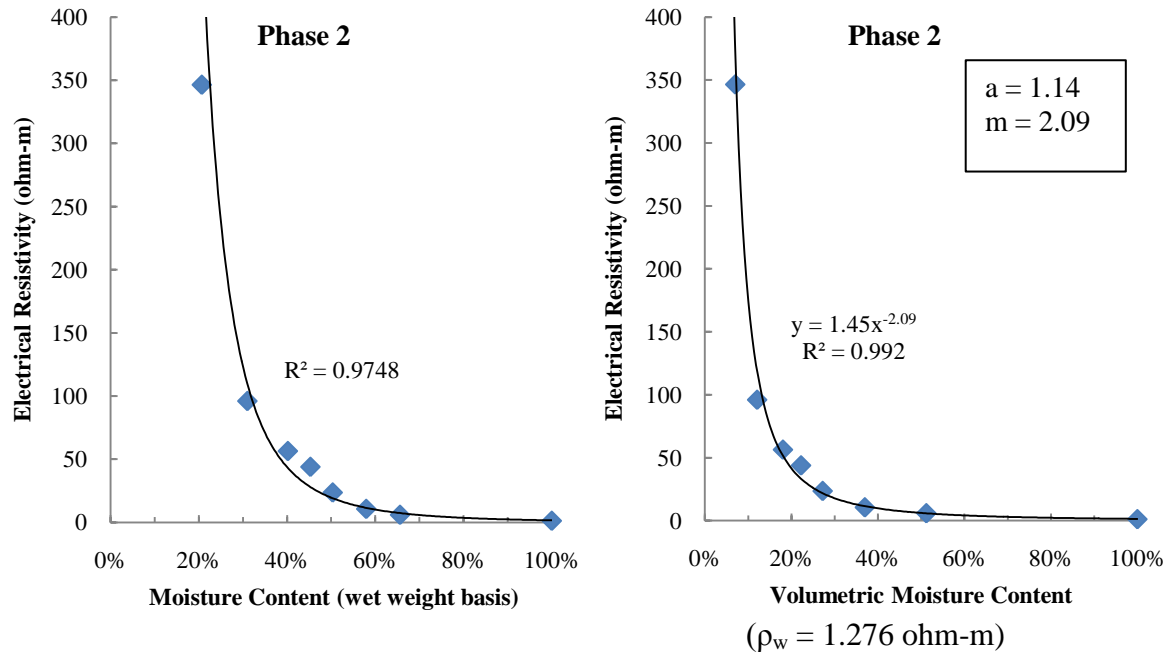 Phase 2
400
350
300
250
200
150
100
50
0
Electrical Resistivity (ohm-m)
R² = 0.9748
0% 20% 40% 60% 80% 100%
Moisture Content (wet weight basis)
Phase 2
a = 1.14
m = 2.09
400
350
300
250
200
150
100
50
0
Electrical Resistivity (ohm-m)
y = 1.45x⁻²·⁰⁹
R² = 0.992
0% 20% 40% 60% 80% 100%
Volumetric Moisture Content
(ρw = 1.276 ohm-m)